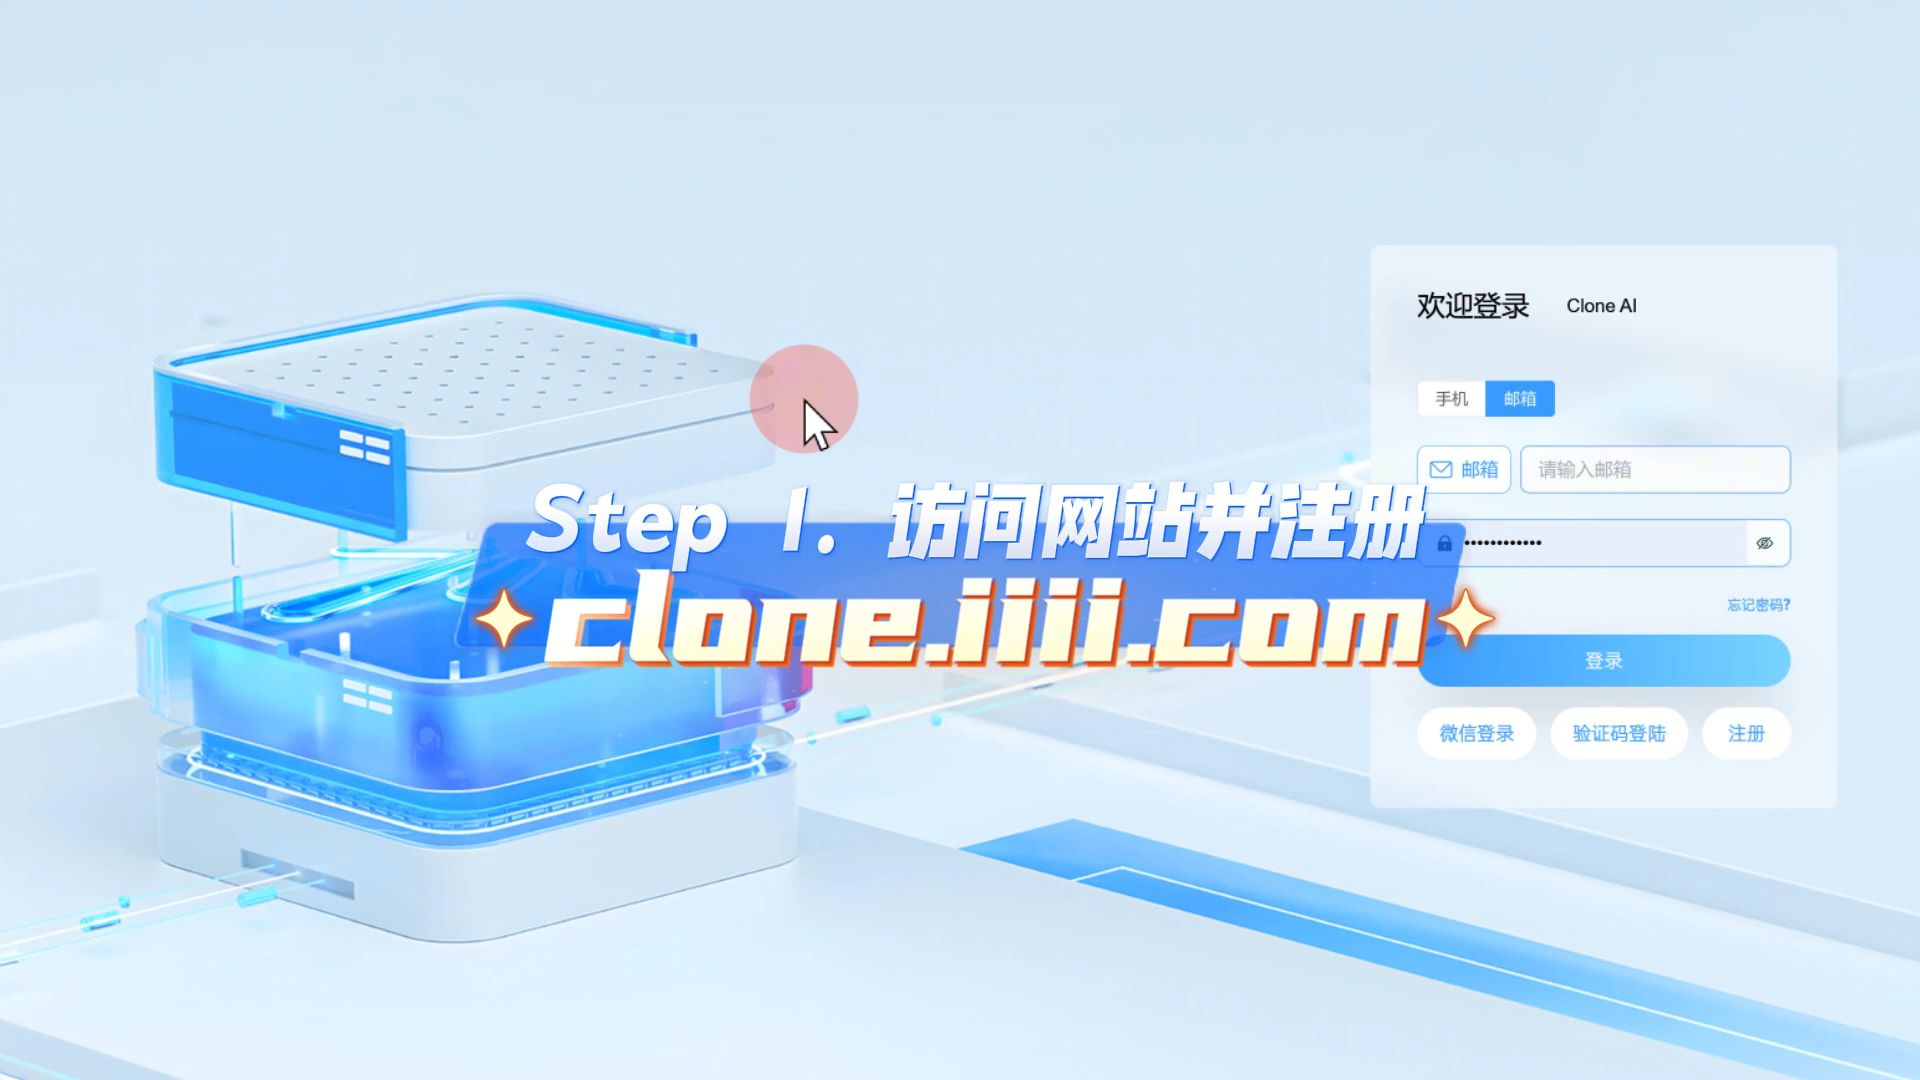 欢迎登录 Clone AI
手机 邮箱
邮箱 请输入邮箱
Step 1. 访问网站并注册
••••••••••••
clone.iiii.com
忘记密码?
登录
微信登录 验证码登陆 注册